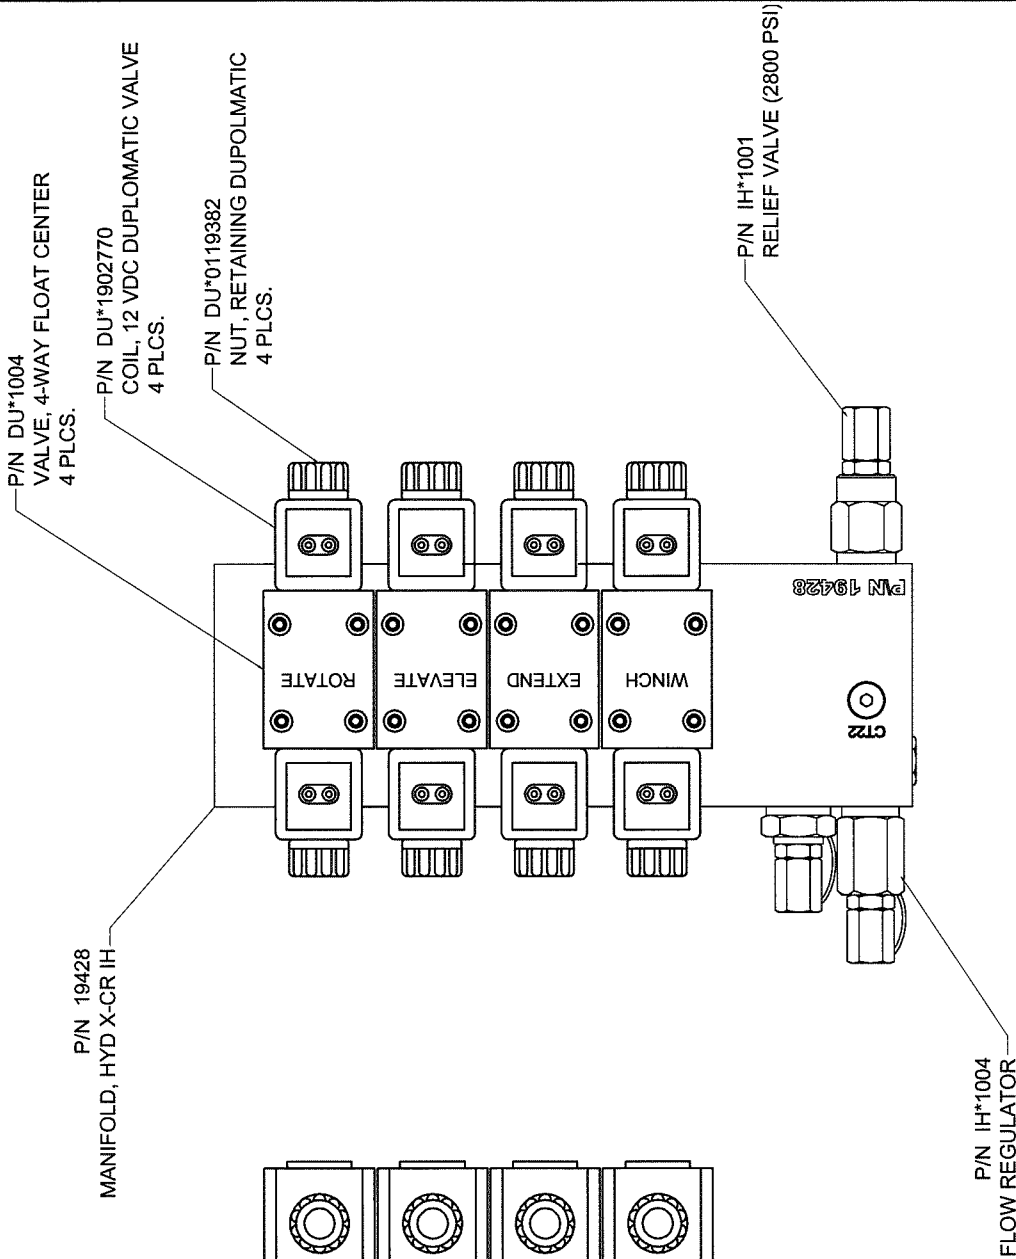 P/N DU*1004
VALVE, 4-WAY FLOAT CENTER
4 PLCS.
P/N DU*1902770
COIL, 12 VDC DUPLOMATIC VALVE
4 PLCS.
P/N DU*0119382
NUT, RETAINING DUPOLMATIC
4 PLCS.
P/N IH*1001
RELIEF VALVE (2800 PSI)
P/N 19428
MANIFOLD, HYD X-CR IH
ROTATE
ELEVATE
EXTEND
WINCH
P/N 19428
CT22
P/N IH*1004
FLOW REGULATOR